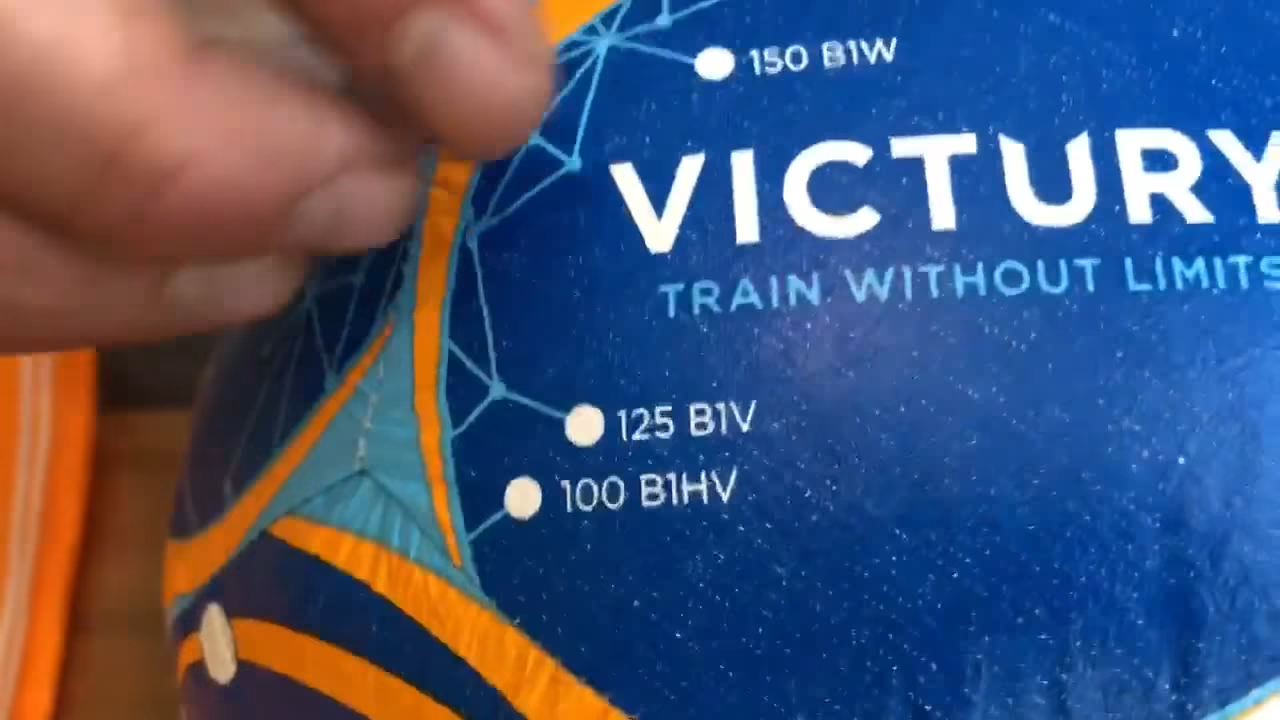 150 B1W
VICTURY
TRAIN WITHOUT LIMITS
125 B1V
100 B1HV